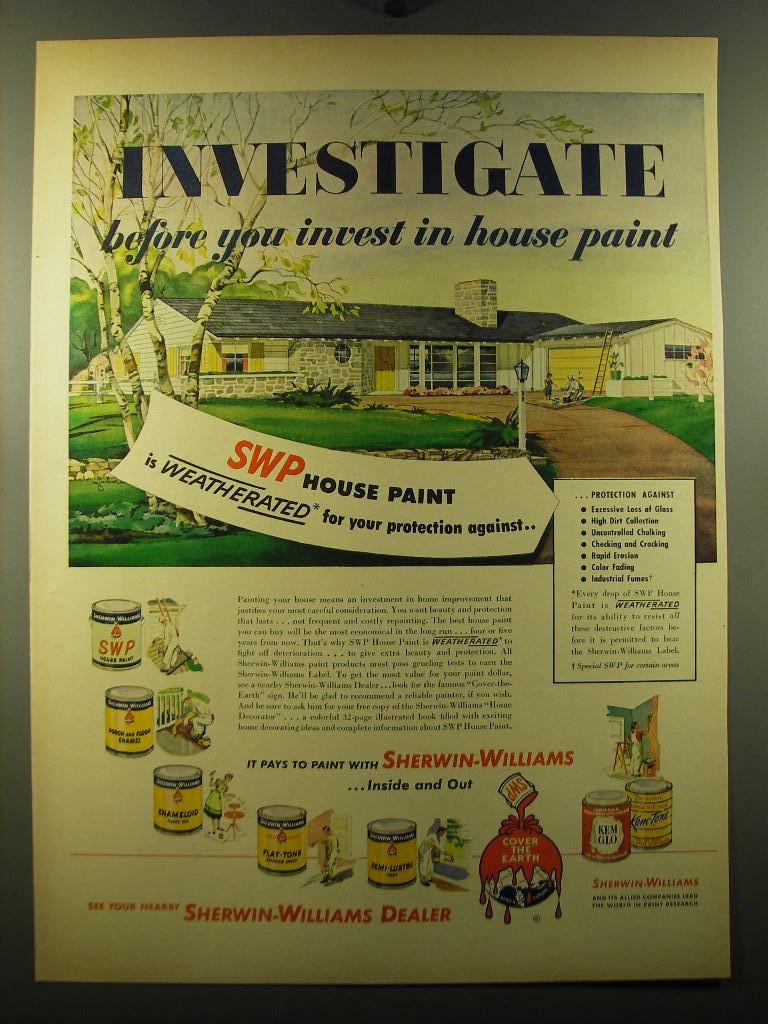 INVESTIGATE
before you invest in house paint
SWP HOUSE PAINT
is WEATHERATED* for your protection against..
... PROTECTION AGAINST
● Excessive Loss of Gloss
● High Dirt Collection
● Uncontrolled Chalking
● Checking and Cracking
● Rapid Erosion
● Color Fading
● Industrial Fumes†
*Every drop of SWP House
Paint is WEATHERATED
for its ability to resist all
these destructive factors be-
fore it is permitted to bear
the Sherwin-Williams Label.
† Special SWP for certain areas
Painting your house means an investment in home improvement that
justifies your most careful consideration. You want beauty and protection
that lasts . . . not frequent and costly repainting. The best house paint
you can buy will be the most economical in the long run . . . four or five
years from now. That's why SWP House Paint is WEATHERATED* to
fight off deterioration . . . to give extra beauty and protection. All
Sherwin-Williams paint products must pass grueling tests to earn the
Sherwin-Williams Label. To get the most value for your paint dollar,
see a nearby Sherwin-Williams Dealer . . . look for the famous "Cover-the-
Earth" sign. He'll be glad to recommend a reliable painter, if you wish.
And be sure to ask him for your free copy of the Sherwin-Williams "Home
Decorator" . . . a colorful 32-page illustrated book filled with exciting
home decorating ideas and complete information about SWP House Paint.
SHERWIN-WILLIAMS
SWP
HOUSE PAINT
SHERWIN-WILLIAMS
PORCH AND FLOOR
ENAMEL
IT PAYS TO PAINT WITH SHERWIN-WILLIAMS
...Inside and Out
SHERWIN-WILLIAMS
ENAMELOID
SHERWIN-WILLIAMS
FLAT-TONE
SHERWIN-WILLIAMS
SEMI-LUSTRE
SWP
COVER
THE
EARTH
®
KEM
GLO
Kem-Tone
SEE YOUR NEARBY SHERWIN-WILLIAMS DEALER
SHERWIN-WILLIAMS
AND ITS ALLIED COMPANIES LEAD
THE WORLD IN PAINT RESEARCH